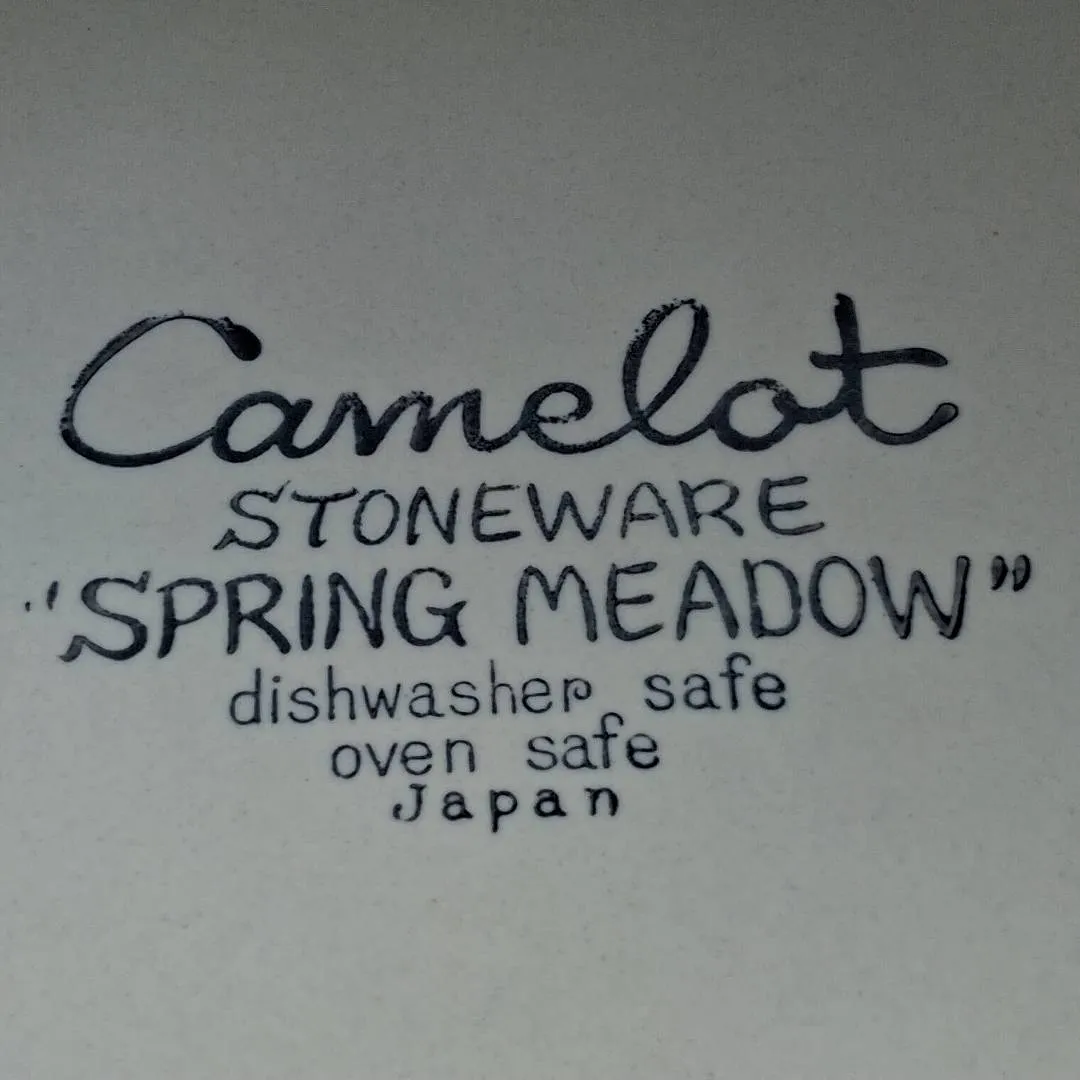 Camelot
STONEWARE
"SPRING MEADOW"
dishwasher safe
oven safe
Japan